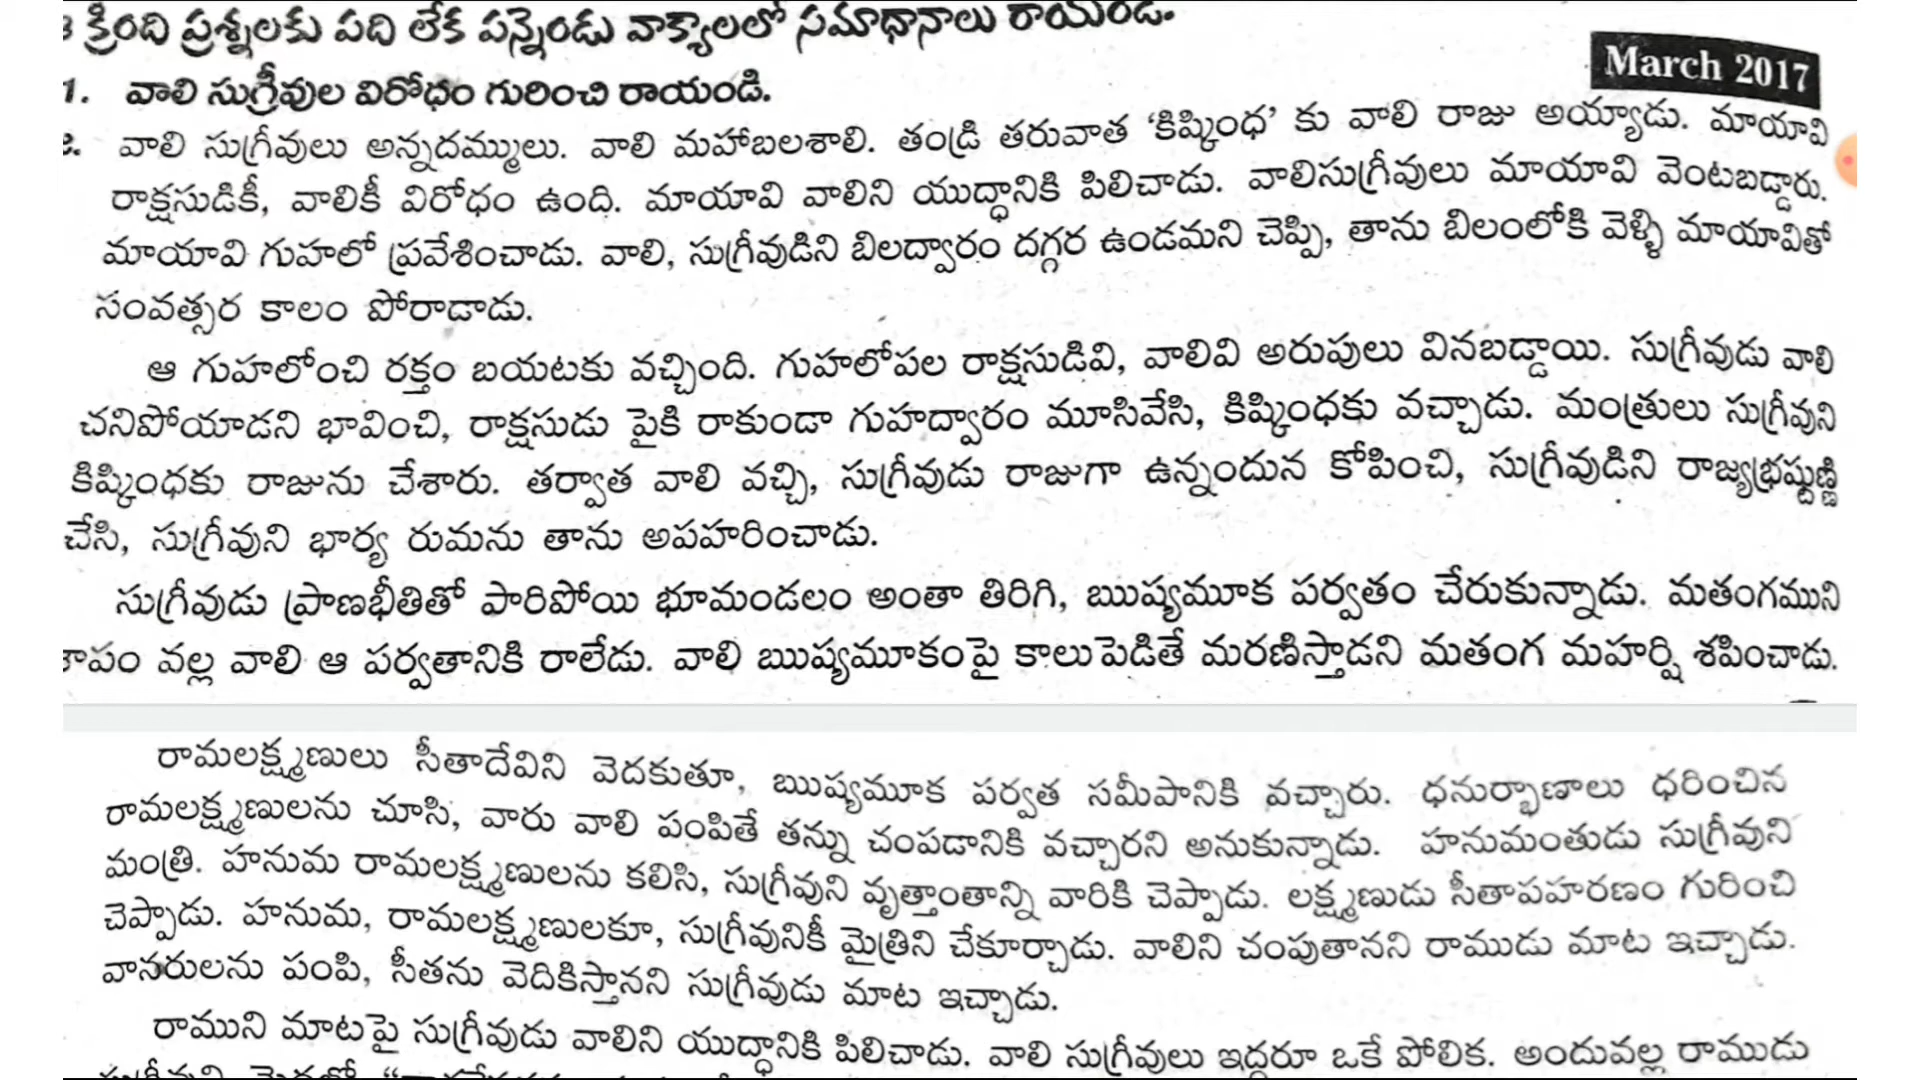 క్రింది ప్రశ్నలకు పది లేక పన్నెండు వాక్యాలలో సమాధానాలు రాయండి.
March 2017
1. వాలి సుగ్రీవుల విరోధం గురించి రాయండి.
వాలి సుగ్రీవులు అన్నదమ్ములు. వాలి మహాబలశాలి. తండ్రి తరువాత ‘కిష్కింధ’ కు వాలి రాజు అయ్యాడు. మాయావి
రాక్షసుడికీ, వాలికీ విరోధం ఉంది. మాయావి వాలిని యుద్ధానికి పిలిచాడు. వాలిసుగ్రీవులు మాయావి వెంటబడ్డారు.
మాయావి గుహలో ప్రవేశించాడు. వాలి, సుగ్రీవుడిని బిలద్వారం దగ్గర ఉండమని చెప్పి, తాను బిలంలోకి వెళ్ళి మాయావితో
సంవత్సర కాలం పోరాడాడు.
ఆ గుహలోంచి రక్తం బయటకు వచ్చింది. గుహలోపల రాక్షసుడివి, వాలివి అరుపులు వినబడ్డాయి. సుగ్రీవుడు వాలి
చనిపోయాడని భావించి, రాక్షసుడు పైకి రాకుండా గుహద్వారం మూసివేసి, కిష్కింధకు వచ్చాడు. మంత్రులు సుగ్రీవుని
కిష్కింధకు రాజును చేశారు. తర్వాత వాలి వచ్చి, సుగ్రీవుడు రాజుగా ఉన్నందున కోపించి, సుగ్రీవుడిని రాజ్యభ్రష్టుణ్ణి
చేసి, సుగ్రీవుని భార్య రుమను తాను అపహరించాడు.
సుగ్రీవుడు ప్రాణభీతితో పారిపోయి భూమండలం అంతా తిరిగి, ఋష్యమూక పర్వతం చేరుకున్నాడు. మతంగముని
శాపం వల్ల వాలి ఆ పర్వతానికి రాలేడు. వాలి ఋష్యమూకంపై కాలుపెడితే మరణిస్తాడని మతంగ మహర్షి శపించాడు.
రామలక్ష్మణులు సీతాదేవిని వెదకుతూ, ఋష్యమూక పర్వత సమీపానికి వచ్చారు. ధనుర్బాణాలు ధరించిన
రామలక్ష్మణులను చూసి, వారు వాలి పంపితే తన్ను చంపడానికి వచ్చారని అనుకున్నాడు. హనుమంతుడు సుగ్రీవుని
మంత్రి. హనుమ రామలక్ష్మణులను కలిసి, సుగ్రీవుని వృత్తాంతాన్ని వారికి చెప్పాడు. లక్ష్మణుడు సీతాపహరణం గురించి
చెప్పాడు. హనుమ, రామలక్ష్మణులకూ, సుగ్రీవునికీ మైత్రిని చేకూర్చాడు. వాలిని చంపుతానని రాముడు మాట ఇచ్చాడు.
వానరులను పంపి, సీతను వెదికిస్తానని సుగ్రీవుడు మాట ఇచ్చాడు.
రాముని మాటపై సుగ్రీవుడు వాలిని యుద్ధానికి పిలిచాడు. వాలి సుగ్రీవులు ఇద్దరూ ఒకే పోలిక. అందువల్ల రాముడు